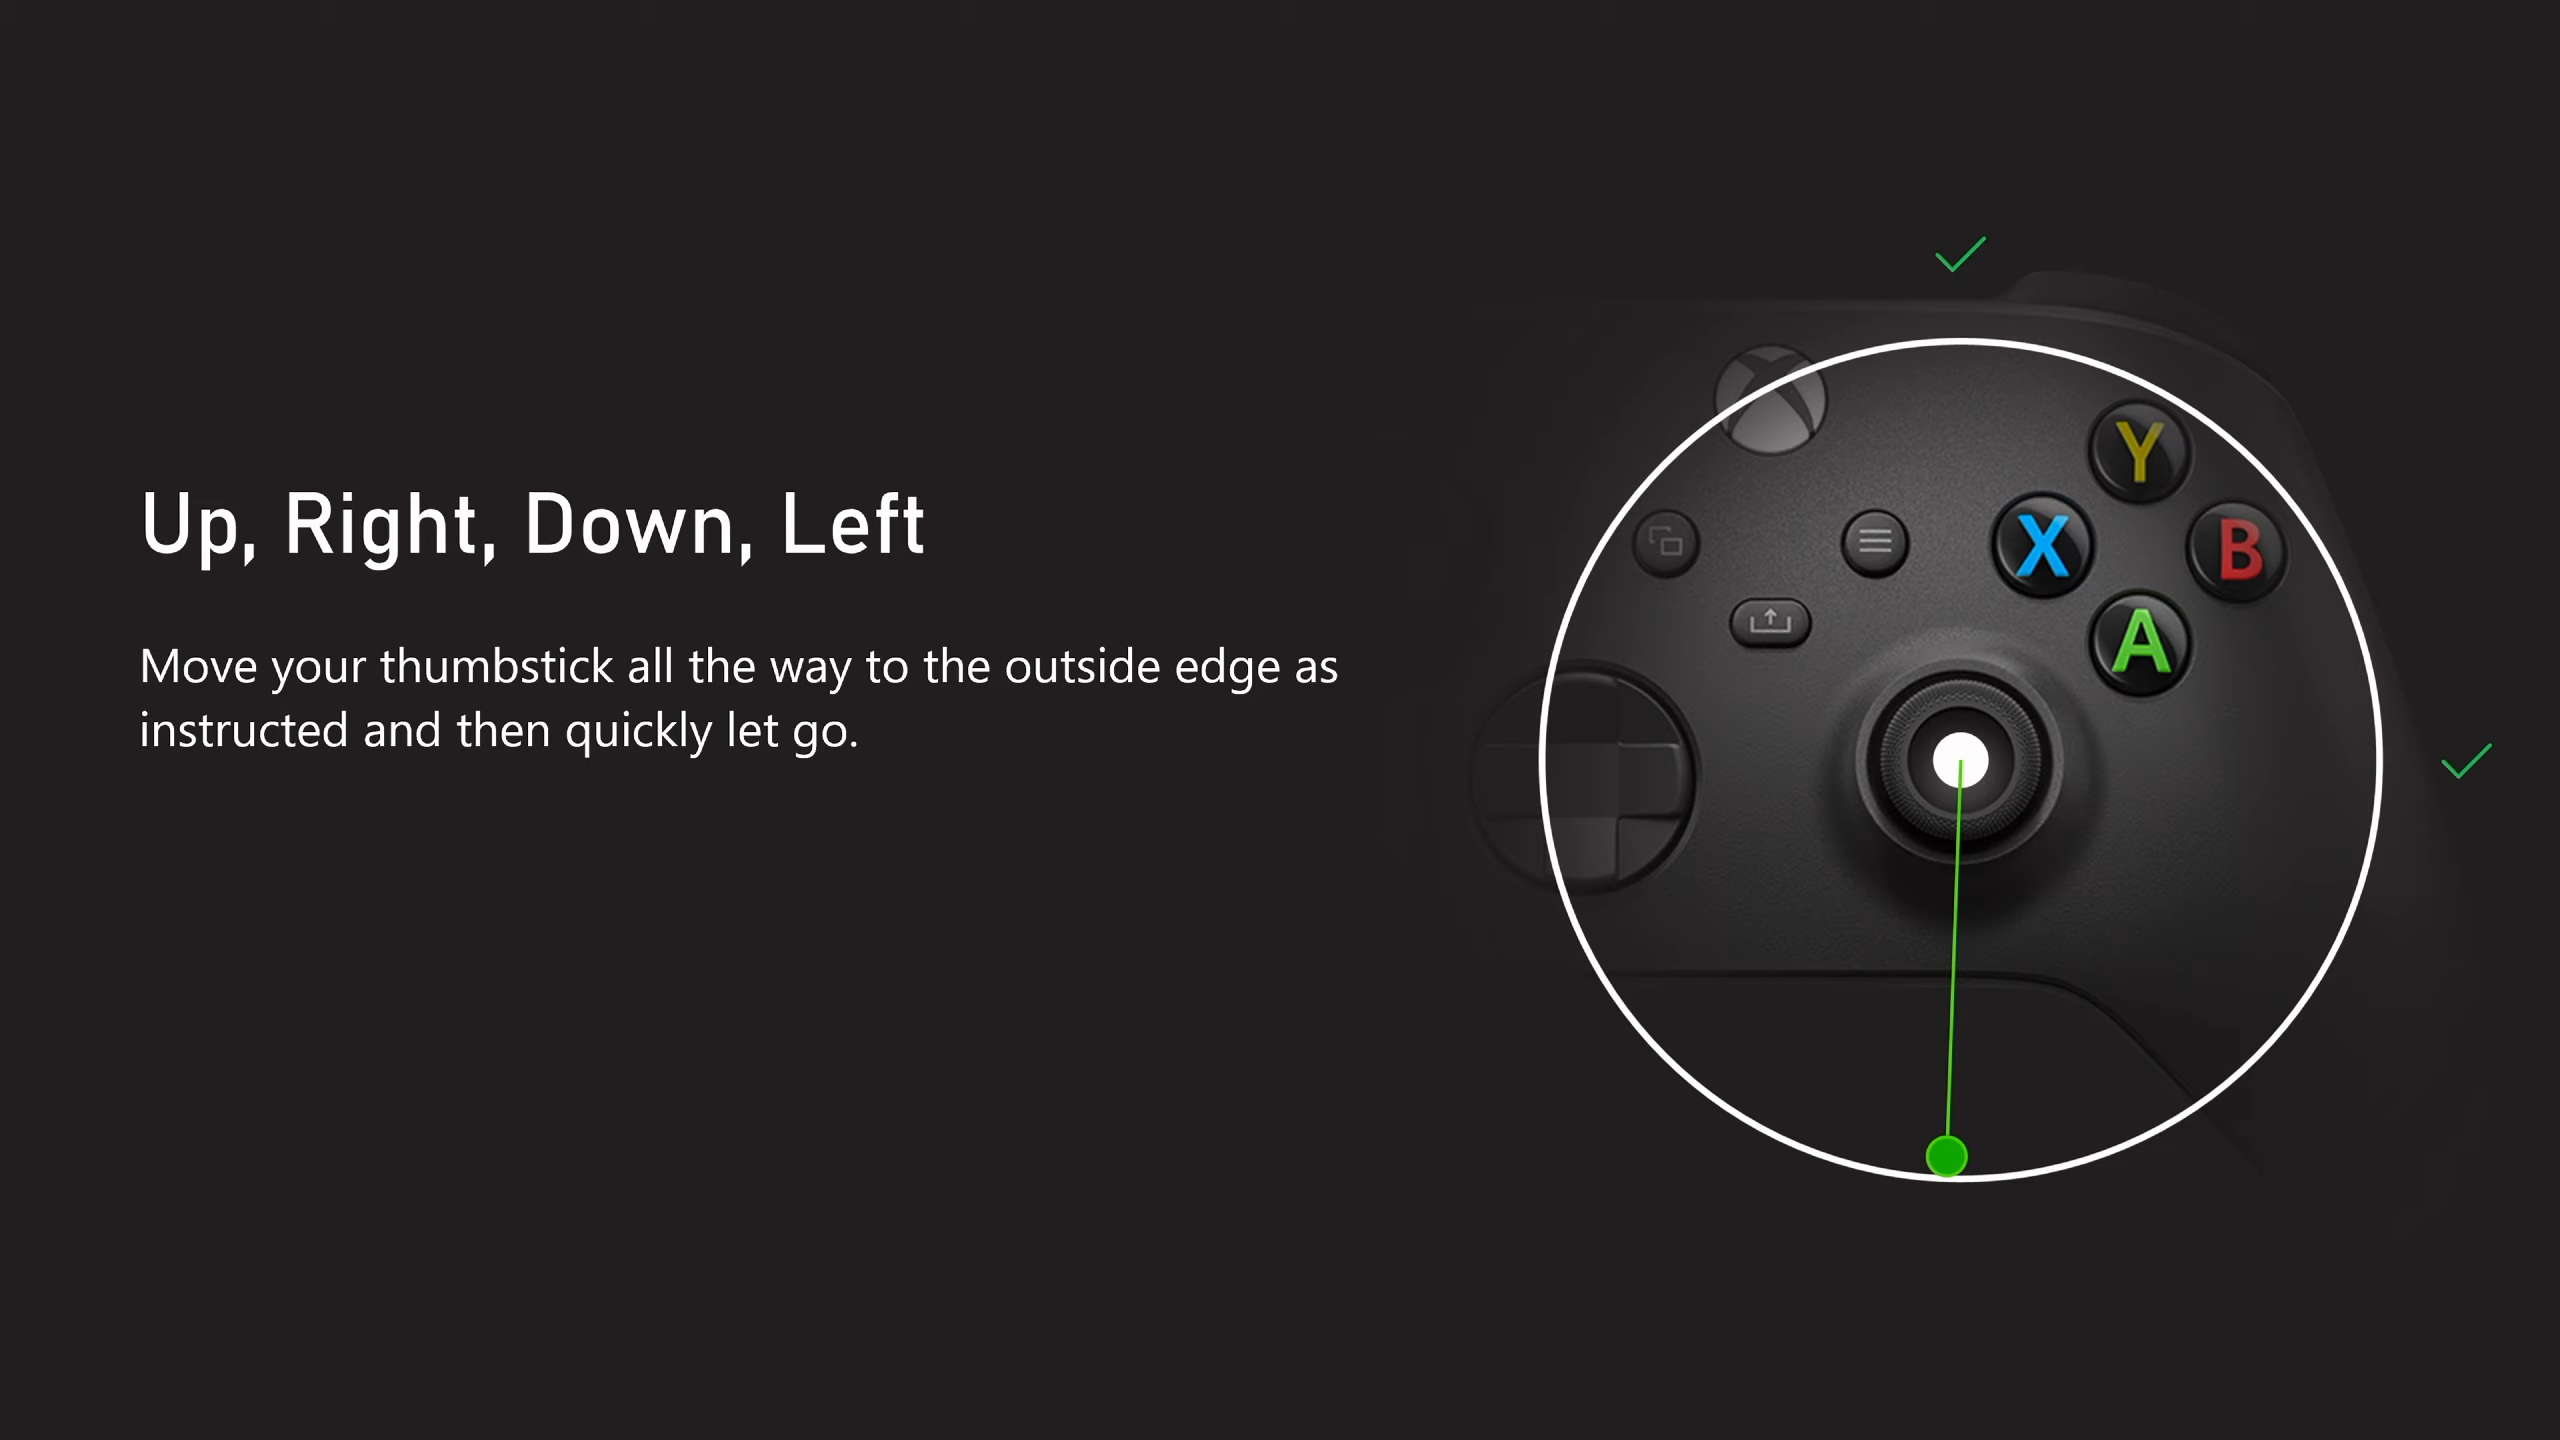 Up, Right, Down, Left
Move your thumbstick all the way to the outside edge as
instructed and then quickly let go.
Y
X
B
A